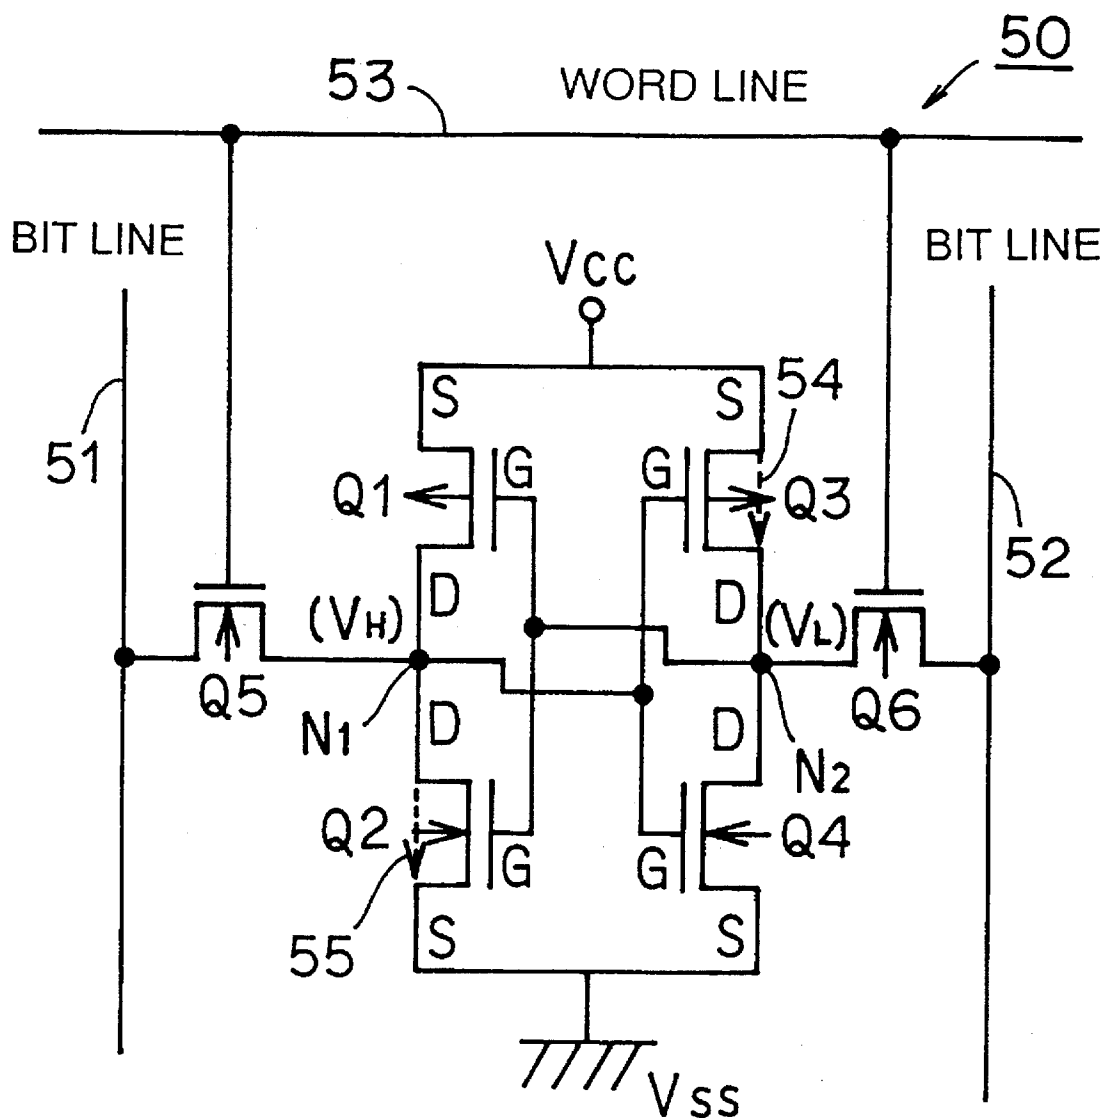 50
53
WORD LINE
BIT LINE
BIT LINE
VCC
S
S
54
51
G
G
Q1
Q3
52
D
D
(VH)
(VL)
Q5
Q6
N1
D
D
N2
Q2
Q4
G
G
55
S
S
VSS